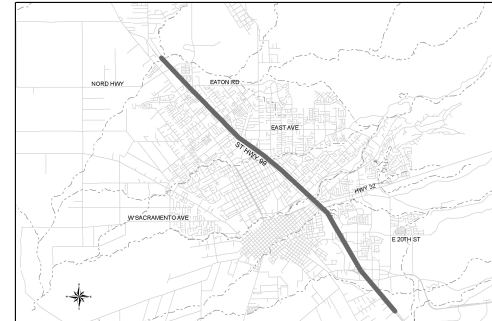 EATON RD
NORD HWY
EAST AVE
ST HWY 99
HWY 32
W SACRAMENTO AVE
E 20TH ST